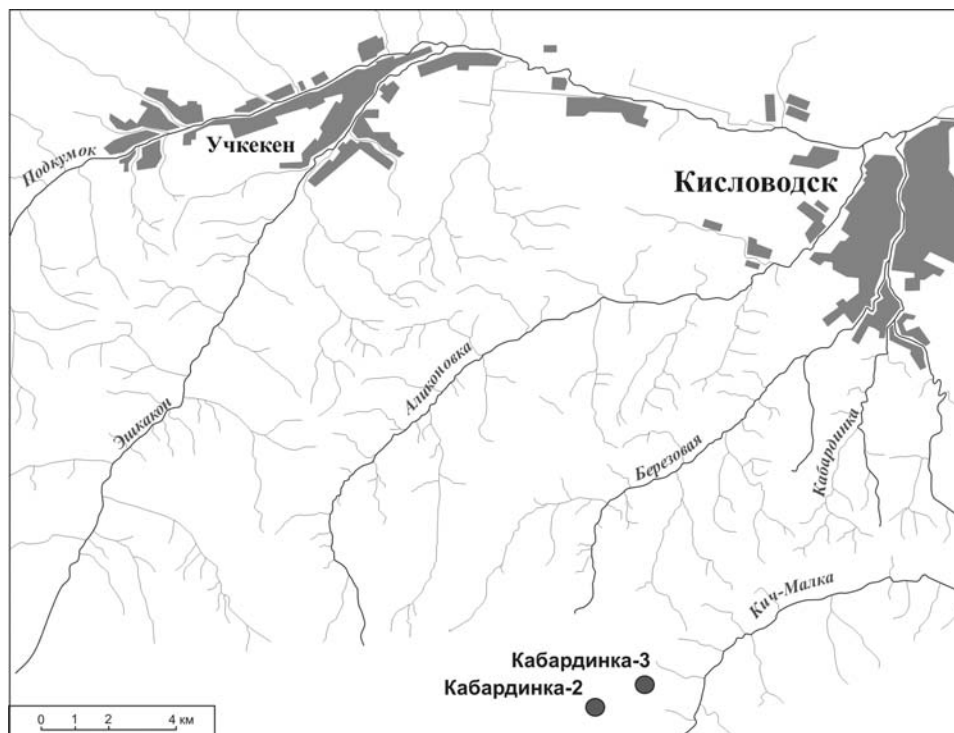 Подкумок
Учкекен
Кисловодск
Эшкакон
Аликоновка
Березовая
Кабардинка
Кич-Малка
Кабардинка-3
Кабардинка-2
0 1 2 4 км